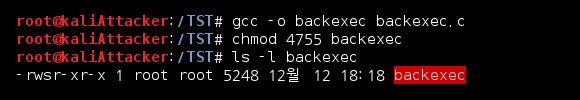 root@kaliAttacker:/TST# gcc -o backexec backexec.c
root@kaliAttacker:/TST# chmod 4755 backexec
root@kaliAttacker:/TST# ls -l backexec
-rwsr-xr-x 1 root root 5248 12월  12 18:18 backexec